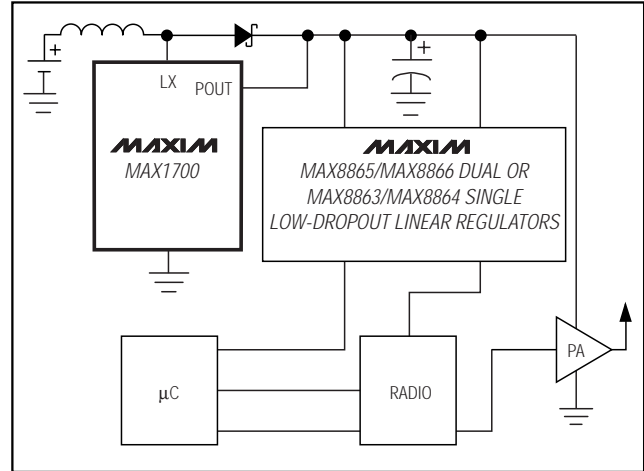 +
+
LX
POUT
MAXIM
MAX1700
MAXIM
MAX8865/MAX8866 DUAL OR
MAX8863/MAX8864 SINGLE
LOW-DROPOUT LINEAR REGULATORS
PA
µC
RADIO